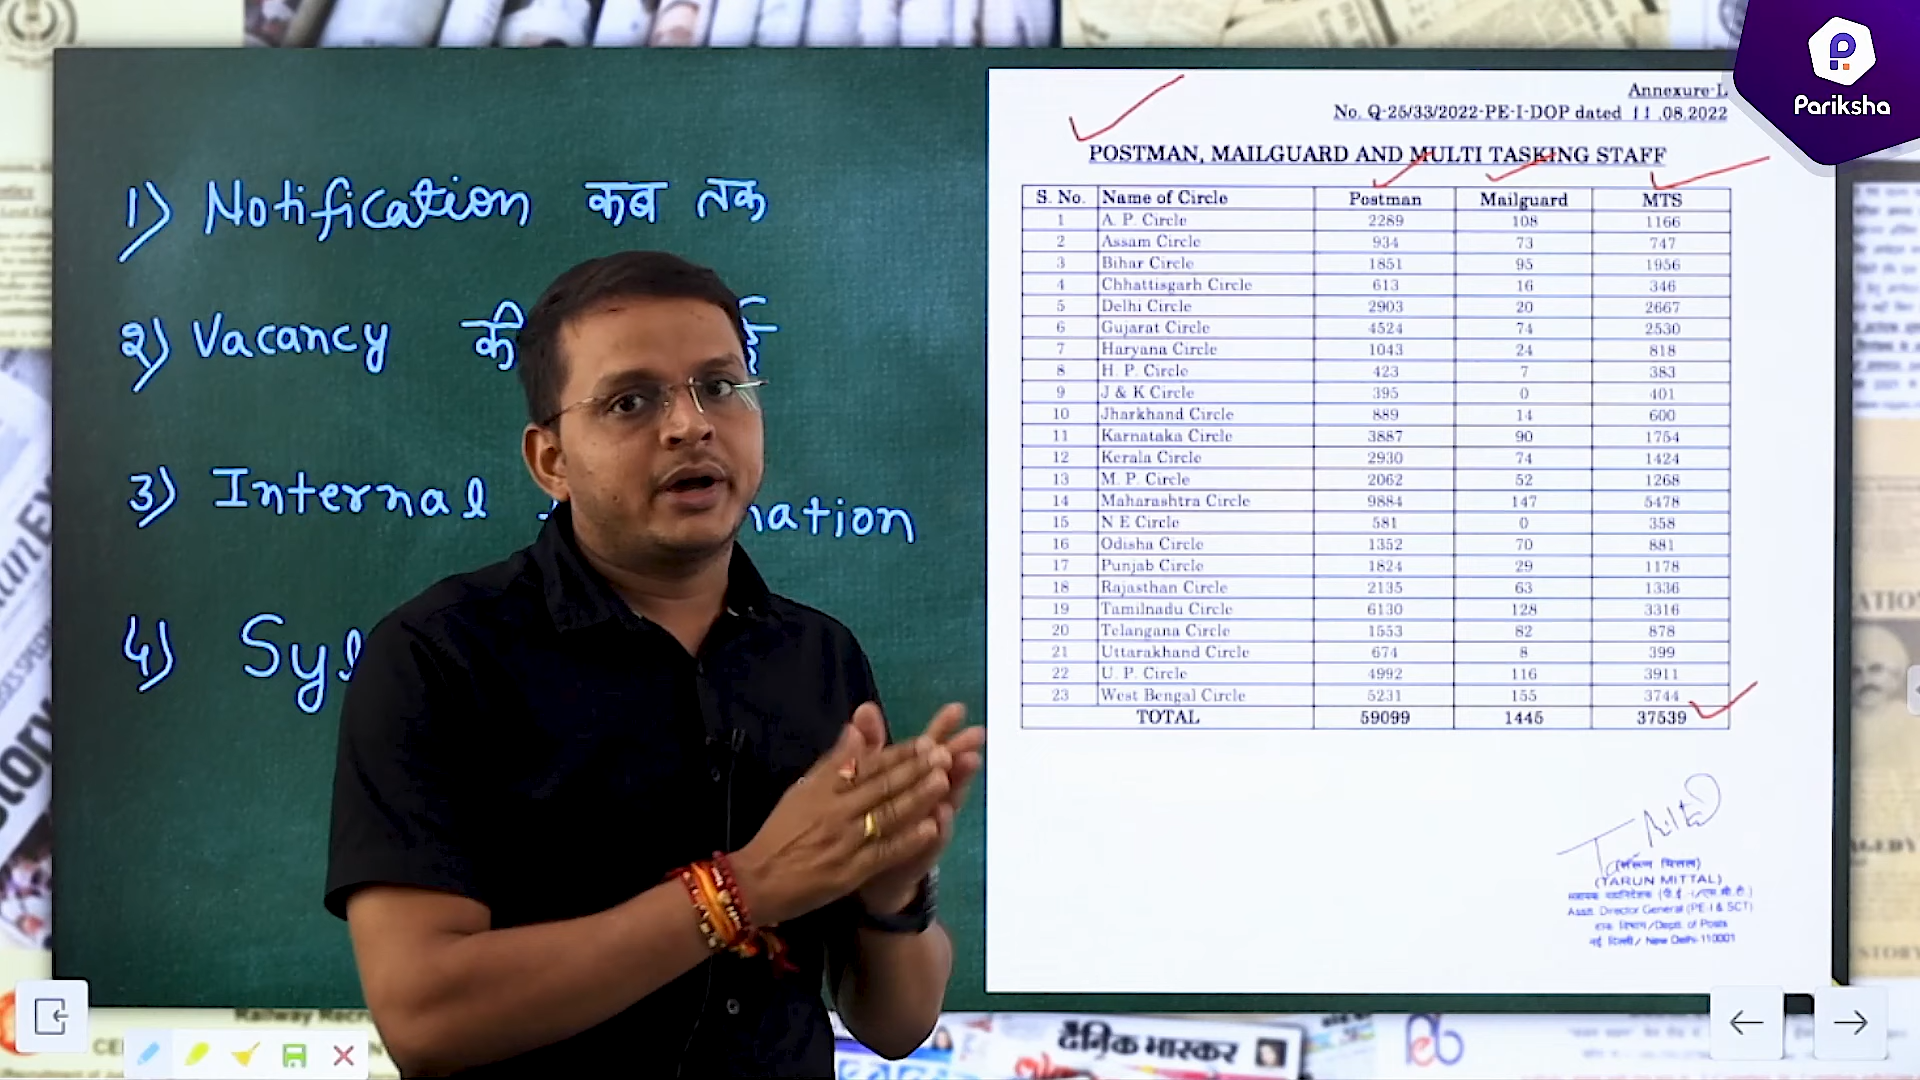 Pariksha
1) Notification कब तक
2) Vacancy की
3) Internal
4)
Annexure-I
No. Q-25/33/2022-PE-I-DOP dated 11 .08.2022
POSTMAN, MAILGUARD AND MULTI TASKING STAFF
S. No. Name of Circle Postman Mailguard MTS
1 A. P. Circle 2289 108 1166
2 Assam Circle 934 73 747
3 Bihar Circle 1851 95 1956
4 Chhattisgarh Circle 613 16 346
5 Delhi Circle 2903 20 2667
6 Gujarat Circle 4524 74 2530
7 Haryana Circle 1043 24 818
8 H. P. Circle 423 7 383
9 J & K Circle 395 0 401
10 Jharkhand Circle 889 14 600
11 Karnataka Circle 3887 90 1754
12 Kerala Circle 2930 74 1424
13 M. P. Circle 2062 52 1268
14 Maharashtra Circle 9884 147 5478
15 N E Circle 581 0 358
16 Odisha Circle 1352 70 881
17 Punjab Circle 1824 29 1178
18 Rajasthan Circle 2135 63 1336
19 Tamilnadu Circle 6130 128 3316
20 Telangana Circle 1553 82 878
21 Uttarakhand Circle 674 8 399
22 U. P. Circle 4992 116 3911
23 West Bengal Circle 5231 155 3744
TOTAL 59099 1445 37539
(TARUN MITTAL)
Asstt. Director General (PE I & SCT)
डाक विभाग/Deptt. of Posts
नई दिल्ली/ New Delhi-110001
दैनिक भास्कर